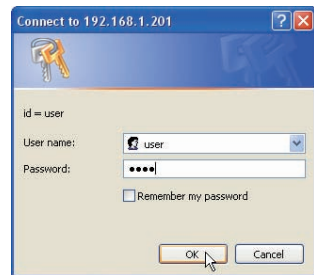 Connect to 192.168.1.201
id = user
User name: user
Password: ●●●●
Remember my password
OK Cancel